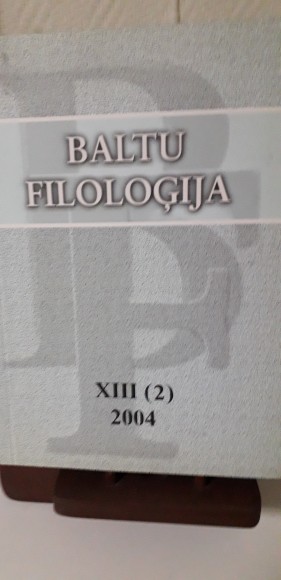 BALTU
FILOLOĢIJA
XIII (2)
2004